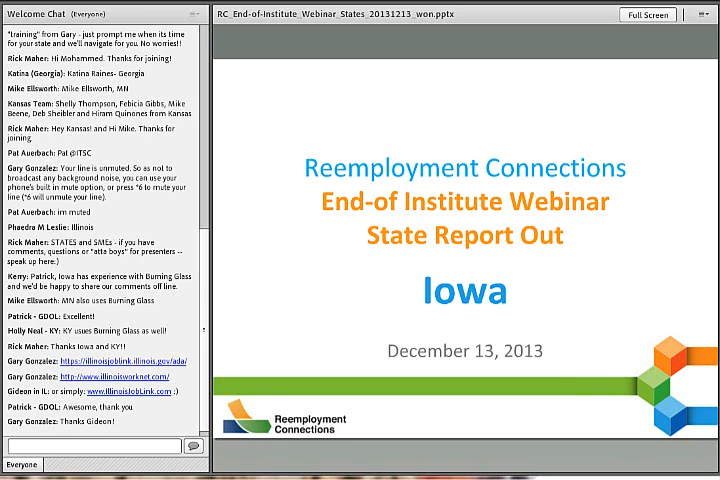 Welcome Chat (Everyone)
"training" from Gary - just prompt me when its time
for your state and we'll navigate for you. No worries!!
Rick Maher: Hi Mohammed. Thanks for joining!
Katina (Georgia): Katina Raines- Georgia
Mike Ellsworth: Mike Ellsworth, MN
Kansas Team: Shelly Thompson, Febicia Gibbs, Mike
Beene, Deb Sheibler and Hiram Quinones from Kansas
Rick Maher: Hey Kansas! and Hi Mike. Thanks for
joining
Pat Auerbach: Pat @ITSC
Gary Gonzalez: Your line is unmuted. So as not to
broadcast any background noise, you can use your
phone's built in mute option, or press *6 to mute your
line (*6 will unmute your line).
Pat Auerbach: im muted
Phaedra M Leslie: Illinois
Rick Maher: STATES and SMEs - if you have
comments, questions or "atta boys" for presenters --
speak up here:)
Kerry: Patrick, Iowa has experience with Burning Glass
and we'd be happy to share our comments off line.
Mike Ellsworth: MN also uses Burning Glass
Patrick - GDOL: Excellent!
Holly Neal - KY: KY usues Burning Glass as well!
Rick Maher: Thanks Iowa and KY!!
Gary Gonzalez: https://illinoisjoblink.illinois.gov/ada/
Gary Gonzalez: http://www.illinoisworknet.com/
Gideon in IL: or simply: www.IllinoisJobLink.com :)
Patrick - GDOL: Awesome, thank you
Gary Gonzalez: Thanks Gideon!
Everyone
RC_End-of-Institute_Webinar_States_20131213_won.pptx
Full Screen
Reemployment Connections
End-of Institute Webinar
State Report Out
Iowa
December 13, 2013
Reemployment
Connections